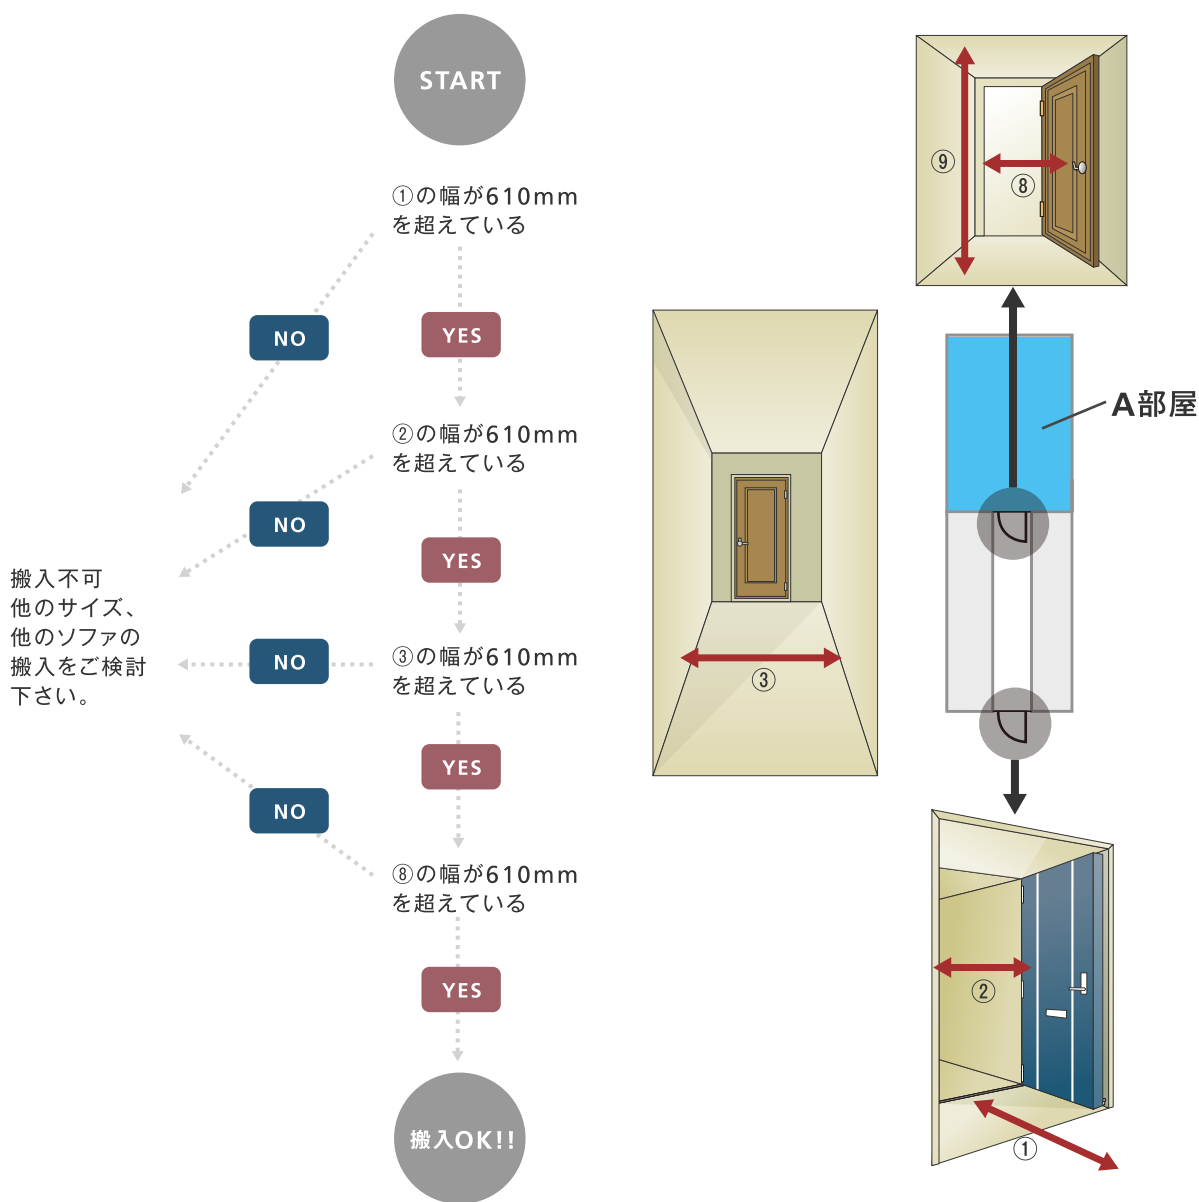 START
①の幅が610mm
を超えている
NO
YES
②の幅が610mm
を超えている
NO
YES
搬入不可
他のサイズ、
他のソファの
搬入をご検討
下さい。
③の幅が610mm
を超えている
NO
YES
⑧の幅が610mm
を超えている
NO
YES
搬入OK!!
⑨
⑧
A部屋
③
②
①